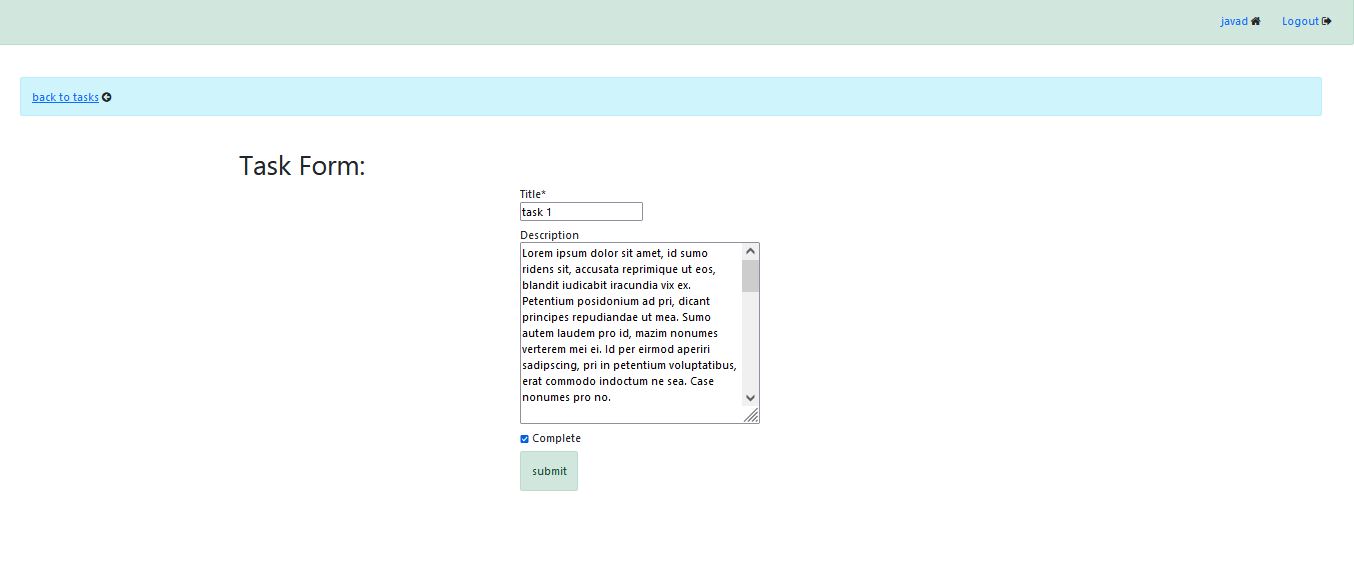 javad Logout
back to tasks
Task Form:
Title*
task 1
Description
Lorem ipsum dolor sit amet, id sumo
ridens sit, accusata reprimique ut eos,
blandit iudicabit iracundia vix ex.
Petentium posidonium ad pri, dicant
principes repudiandae ut mea. Sumo
autem laudem pro id, mazim nonumes
verterem mei ei. Id per eirmod aperiri
sadipscing, pri in petentium voluptatibus,
erat commodo indoctum ne sea. Case
nonumes pro no.
Complete
submit